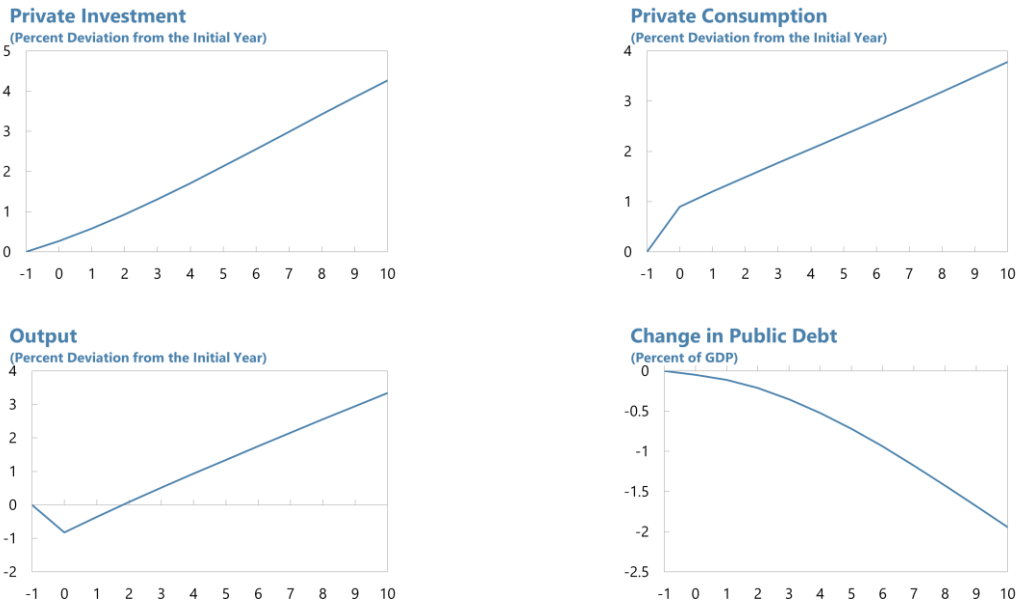 Private Investment
(Percent Deviation from the Initial Year)
5
4
3
2
1
0
-1 0 1 2 3 4 5 6 7 8 9 10
Private Consumption
(Percent Deviation from the Initial Year)
4
3
2
1
0
-1 0 1 2 3 4 5 6 7 8 9 10
Output
(Percent Deviation from the Initial Year)
4
3
2
1
0
-1
-2
-1 0 1 2 3 4 5 6 7 8 9 10
Change in Public Debt
(Percent of GDP)
0
-0.5
-1
-1.5
-2
-2.5
-1 0 1 2 3 4 5 6 7 8 9 10